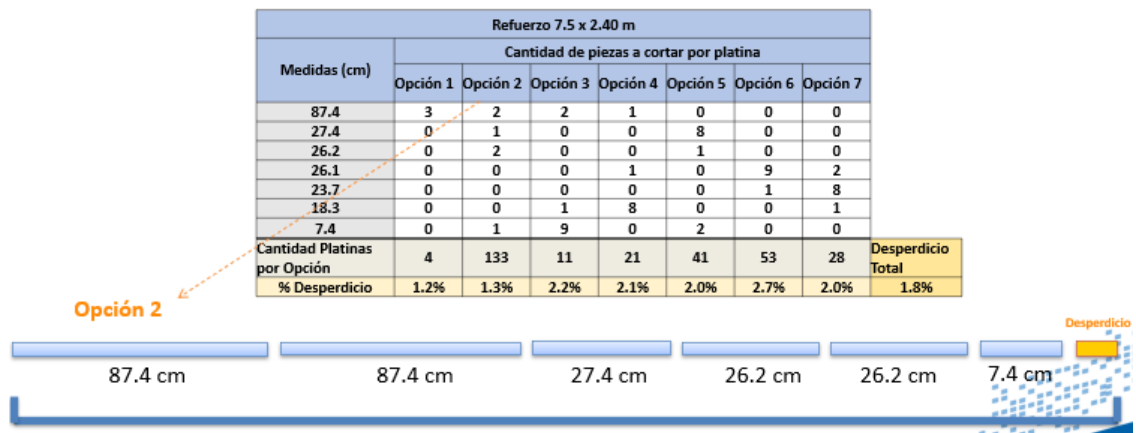 Refuerzo 7.5 x 2.40 m
Medidas (cm)
Cantidad de piezas a cortar por platina
Opción 1 Opción 2 Opción 3 Opción 4 Opción 5 Opción 6 Opción 7
87.4 3 2 2 1 0 0 0
27.4 0 1 0 0 8 0 0
26.2 0 2 0 0 1 0 0
26.1 0 0 0 1 0 9 2
23.7 0 0 0 0 0 1 8
18.3 0 0 1 8 0 0 1
7.4 0 1 9 0 2 0 0
Cantidad Platinas por Opción 4 133 11 21 41 53 28 Desperdicio Total
% Desperdicio 1.2% 1.3% 2.2% 2.1% 2.0% 2.7% 2.0% 1.8%
Opción 2
Desperdicio
87.4 cm 87.4 cm 27.4 cm 26.2 cm 26.2 cm 7.4 cm